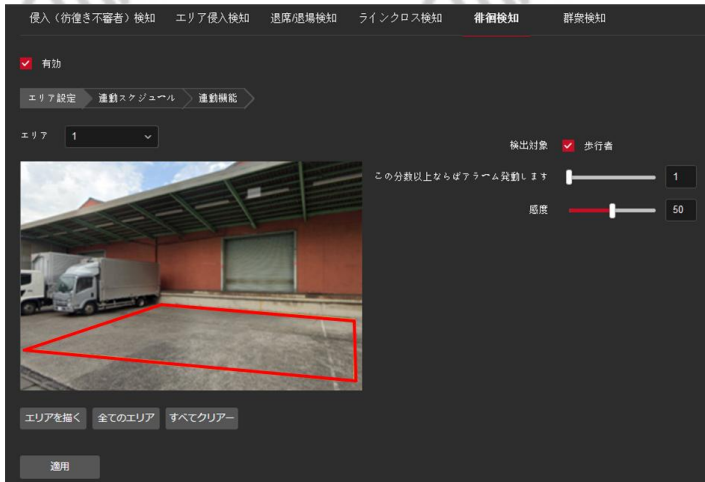 侵入（彷徨き不審者）検知 エリア侵入検知 退席/退場検知 ラインクロス検知 徘徊検知 群衆検知
有効
エリア設定 連動スケジュール 連動機能
エリア 1
検出対象 歩行者
この分数以上ならばアラーム発動します 1
感度 50
エリアを描く 全てのエリア すべてクリアー
適用